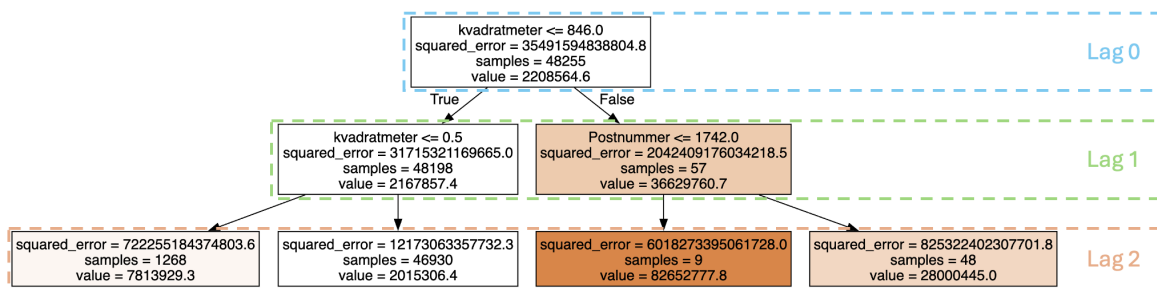 kvadratmeter <= 846.0
squared_error = 35491594838804.8
samples = 48255
value = 2208564.6
Lag 0
True
False
kvadratmeter <= 0.5
squared_error = 31715321169665.0
samples = 48198
value = 2167857.4
Postnummer <= 1742.0
squared_error = 2042409176034218.5
samples = 57
value = 36629760.7
Lag 1
squared_error = 722255184374803.6
samples = 1268
value = 7813929.3
squared_error = 12173063357732.3
samples = 46930
value = 2015306.4
squared_error = 6018273395061728.0
samples = 9
value = 82652777.8
squared_error = 825322402307701.8
samples = 48
value = 28000445.0
Lag 2